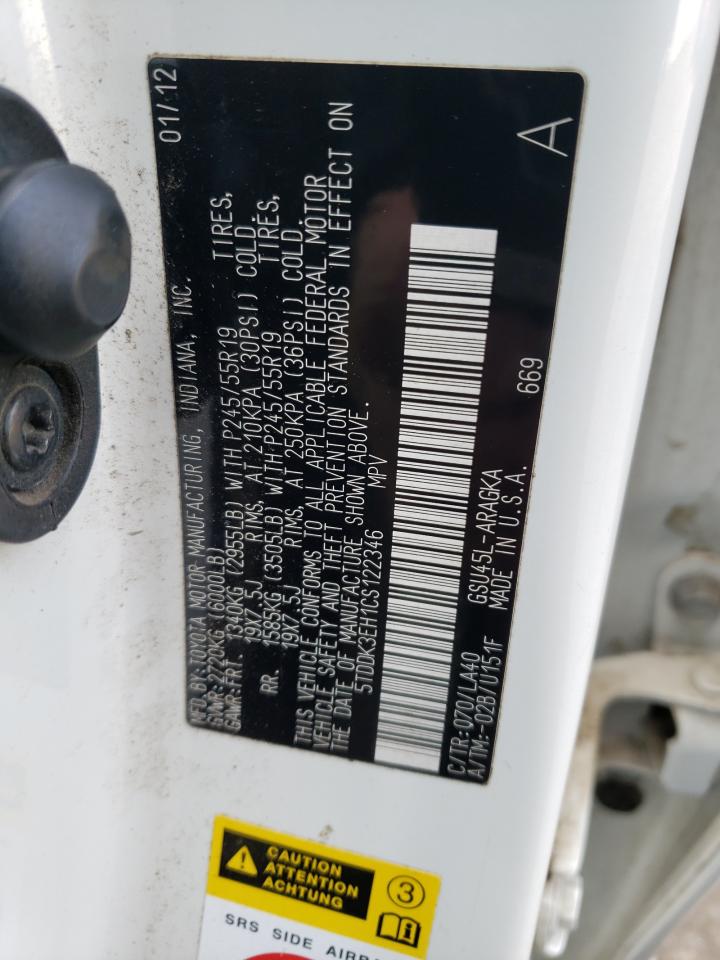 MFD BY:TOYOTA MOTOR MANUFACTURING, INDIANA, INC. 01/12
GVWR:2720KG (6000LB)
GAWR:FRT. 1340KG (2955LB) WITH P245/55R19 TIRES,
19X7.5J RIMS, AT 210KPA (30PSI) COLD.
RR. 1585KG (3505LB) WITH P245/55R19 TIRES,
19X7.5J RIMS, AT 250KPA (36PSI) COLD.
THIS VEHICLE CONFORMS TO ALL APPLICABLE FEDERAL MOTOR
VEHICLE SAFETY AND THEFT PREVENTION STANDARDS IN EFFECT ON
THE DATE OF MANUFACTURE SHOWN ABOVE.
5TDDK3EH1CS122346 MPV
C/TR:070/LA40 GSU45L-ARAGKA 669 A
A/TM:-02B/U151F MADE IN U.S.A.
CAUTION
ATTENTION
ACHTUNG
3
SRS SIDE